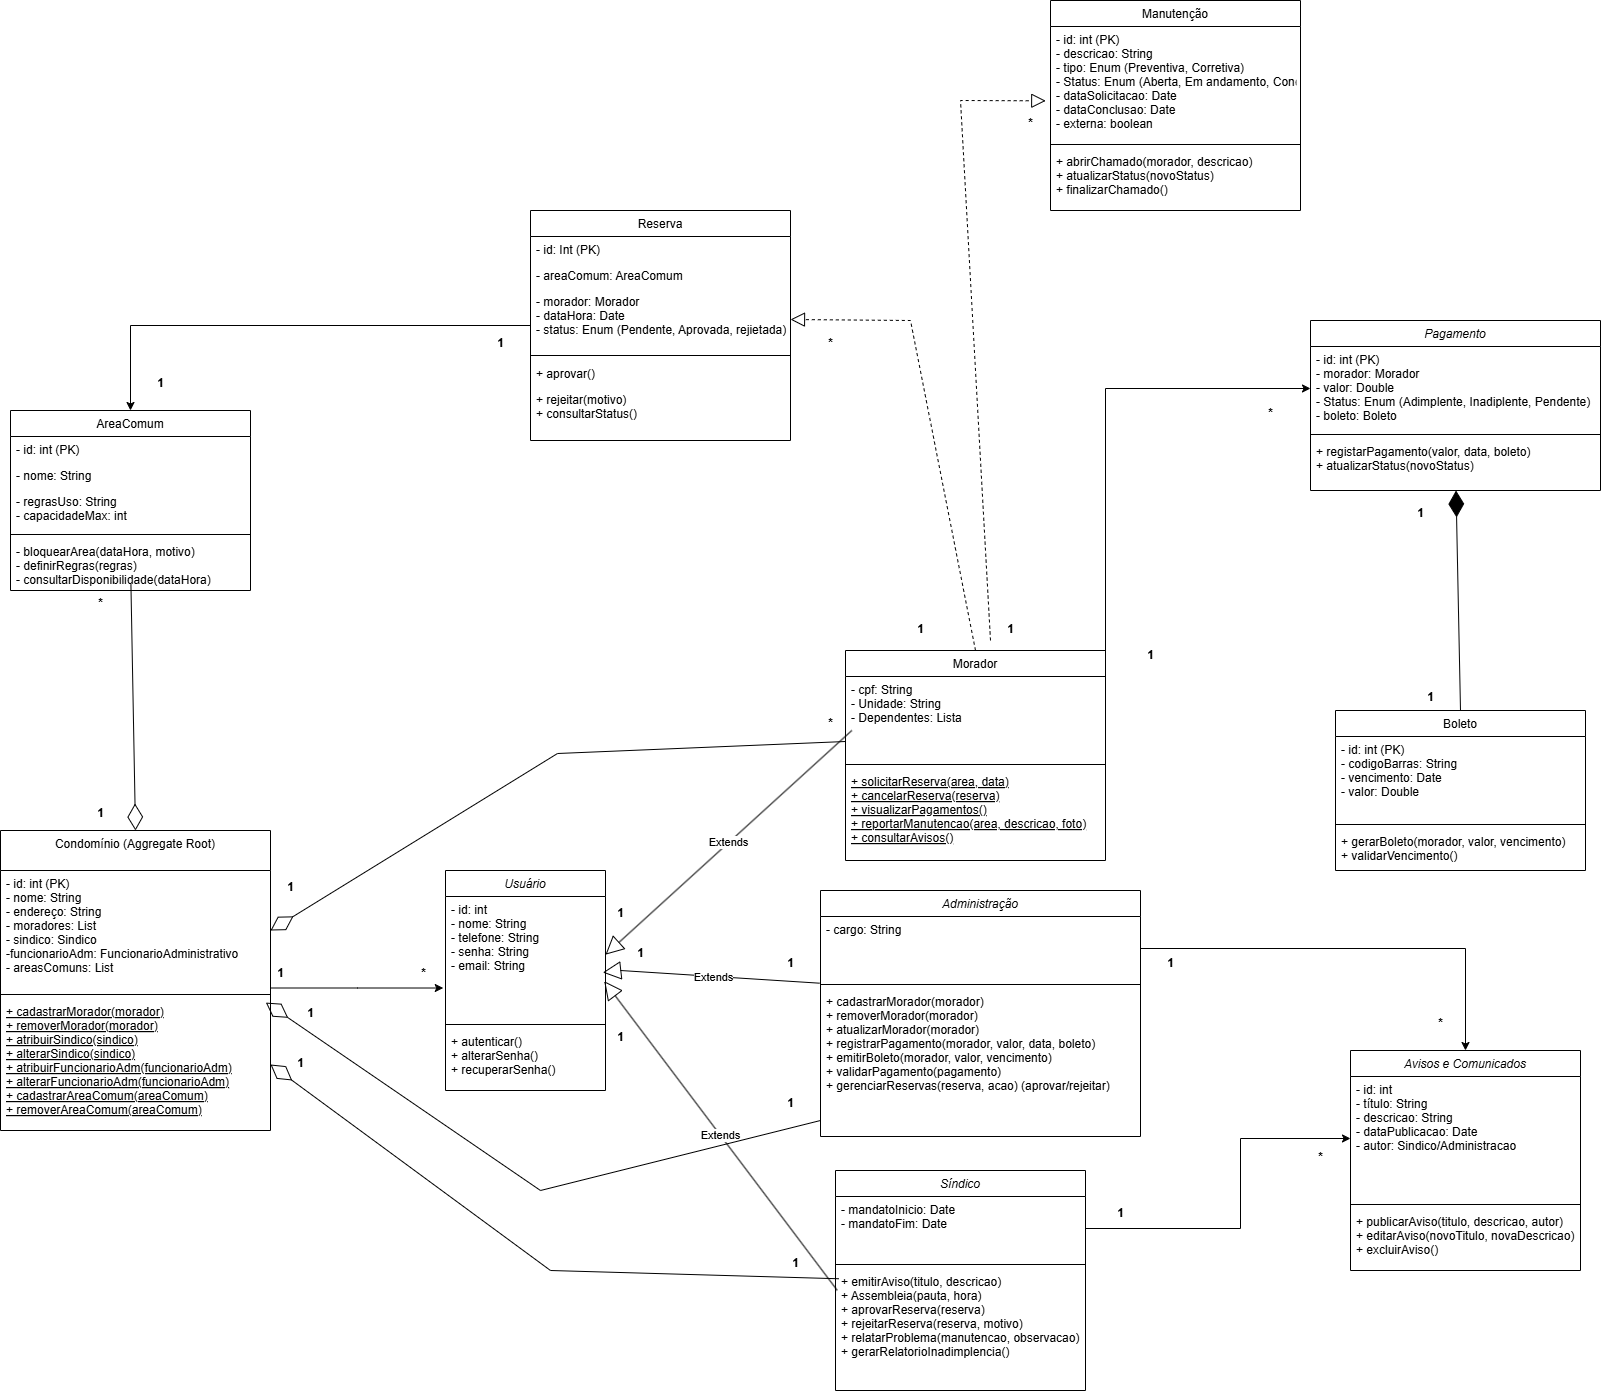 Manutenção
- id: int (PK)
- descricao: String
- tipo: Enum (Preventiva, Corretiva)
- Status: Enum (Aberta, Em andamento, Con
- dataSolicitacao: Date
- dataConclusao: Date
- externa: boolean
+ abrirChamado(morador, descricao)
+ atualizarStatus(novoStatus)
+ finalizarChamado()
*
Reserva
- id: Int (PK)
- areaComum: AreaComum
- morador: Morador
- dataHora: Date
- status: Enum (Pendente, Aprovada, rejietada)
+ aprovar()
+ rejeitar(motivo)
+ consultarStatus()
1
*
1
AreaComum
- id: int (PK)
- nome: String
- regrasUso: String
- capacidadeMax: int
- bloquearArea(dataHora, motivo)
- definirRegras(regras)
- consultarDisponibilidade(dataHora)
*
1
Pagamento
- id: int (PK)
- morador: Morador
- valor: Double
- Status: Enum (Adimplente, Inadiplente, Pendente)
- boleto: Boleto
+ registarPagamento(valor, data, boleto)
+ atualizarStatus(novoStatus)
*
1
1
Boleto
- id: int (PK)
- codigoBarras: String
- vencimento: Date
- valor: Double
+ gerarBoleto(morador, valor, vencimento)
+ validarVencimento()
1
1
1
Morador
- cpf: String
- Unidade: String
- Dependentes: Lista
+ solicitarReserva(area, data)
+ cancelarReserva(reserva)
+ visualizarPagamentos()
+ reportarManutencao(area, descricao, foto)
+ consultarAvisos()
*
Extends
Condomínio (Aggregate Root)
- id: int (PK)
- nome: String
- endereço: String
- moradores: List
- sindico: Sindico
-funcionarioAdm: FuncionarioAdministrativo
- areasComuns: List
+ cadastrarMorador(morador)
+ removerMorador(morador)
+ atribuirSindico(sindico)
+ alterarSindico(sindico)
+ atribuirFuncionarioAdm(funcionarioAdm)
+ alterarFuncionarioAdm(funcionarioAdm)
+ cadastrarAreaComum(areaComum)
+ removerAreaComum(areaComum)
1
1
*
1
1
Usuário
- id: int
- nome: String
- telefone: String
- senha: String
- email: String
+ autenticar()
+ alterarSenha()
+ recuperarSenha()
1
1
1
Extends
1
Extends
1
1
Administração
- cargo: String
+ cadastrarMorador(morador)
+ removerMorador(morador)
+ atualizarMorador(morador)
+ registrarPagamento(morador, valor, data, boleto)
+ emitirBoleto(morador, valor, vencimento)
+ validarPagamento(pagamento)
+ gerenciarReservas(reserva, acao) (aprovar/rejeitar)
1
*
Síndico
- mandatoInicio: Date
- mandatoFim: Date
+ emitirAviso(titulo, descricao)
+ Assembleia(pauta, hora)
+ aprovarReserva(reserva)
+ rejeitarReserva(reserva, motivo)
+ relatarProblema(manutencao, observacao)
+ gerarRelatorioInadimplencia()
1
*
Avisos e Comunicados
- id: int
- título: String
- descricao: String
- dataPublicacao: Date
- autor: Sindico/Administracao
+ publicarAviso(titulo, descricao, autor)
+ editarAviso(novoTitulo, novaDescricao)
+ excluirAviso()